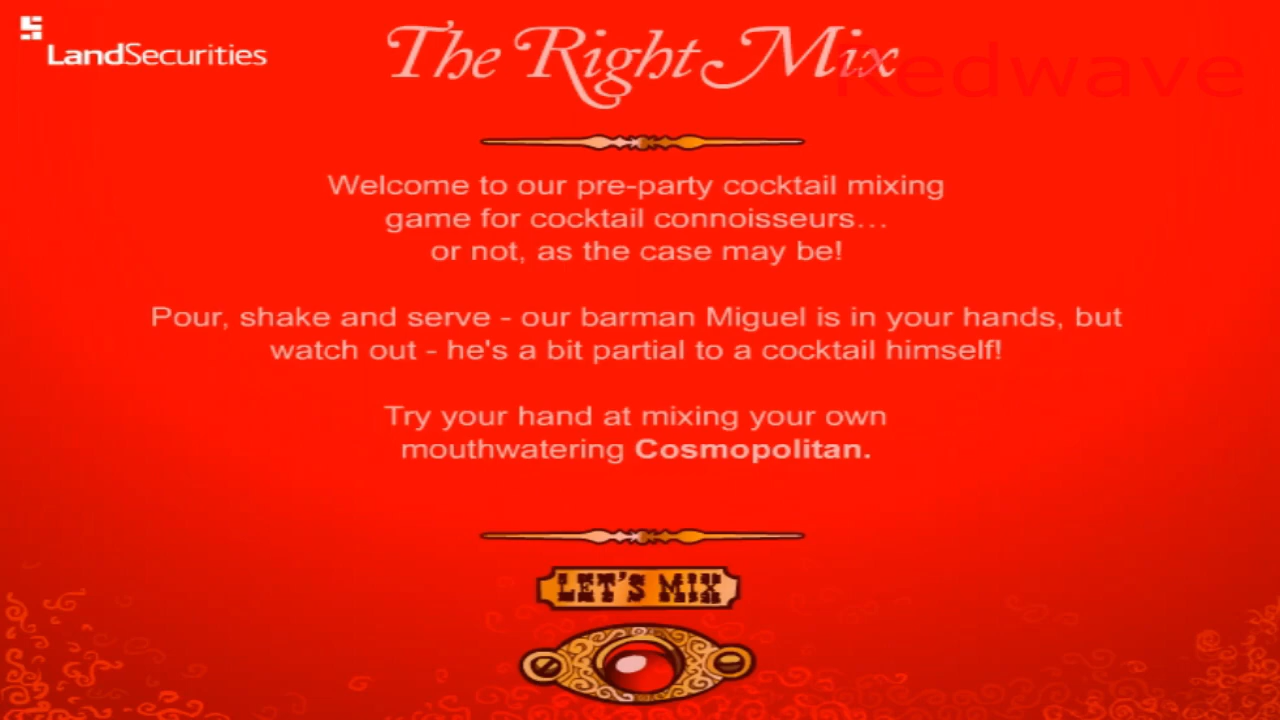 LandSecurities
The Right Mix
Redwave
Welcome to our pre-party cocktail mixing
game for cocktail connoisseurs...
or not, as the case may be!
Pour, shake and serve - our barman Miguel is in your hands, but
watch out - he's a bit partial to a cocktail himself!
Try your hand at mixing your own
mouthwatering Cosmopolitan.
LET'S MIX